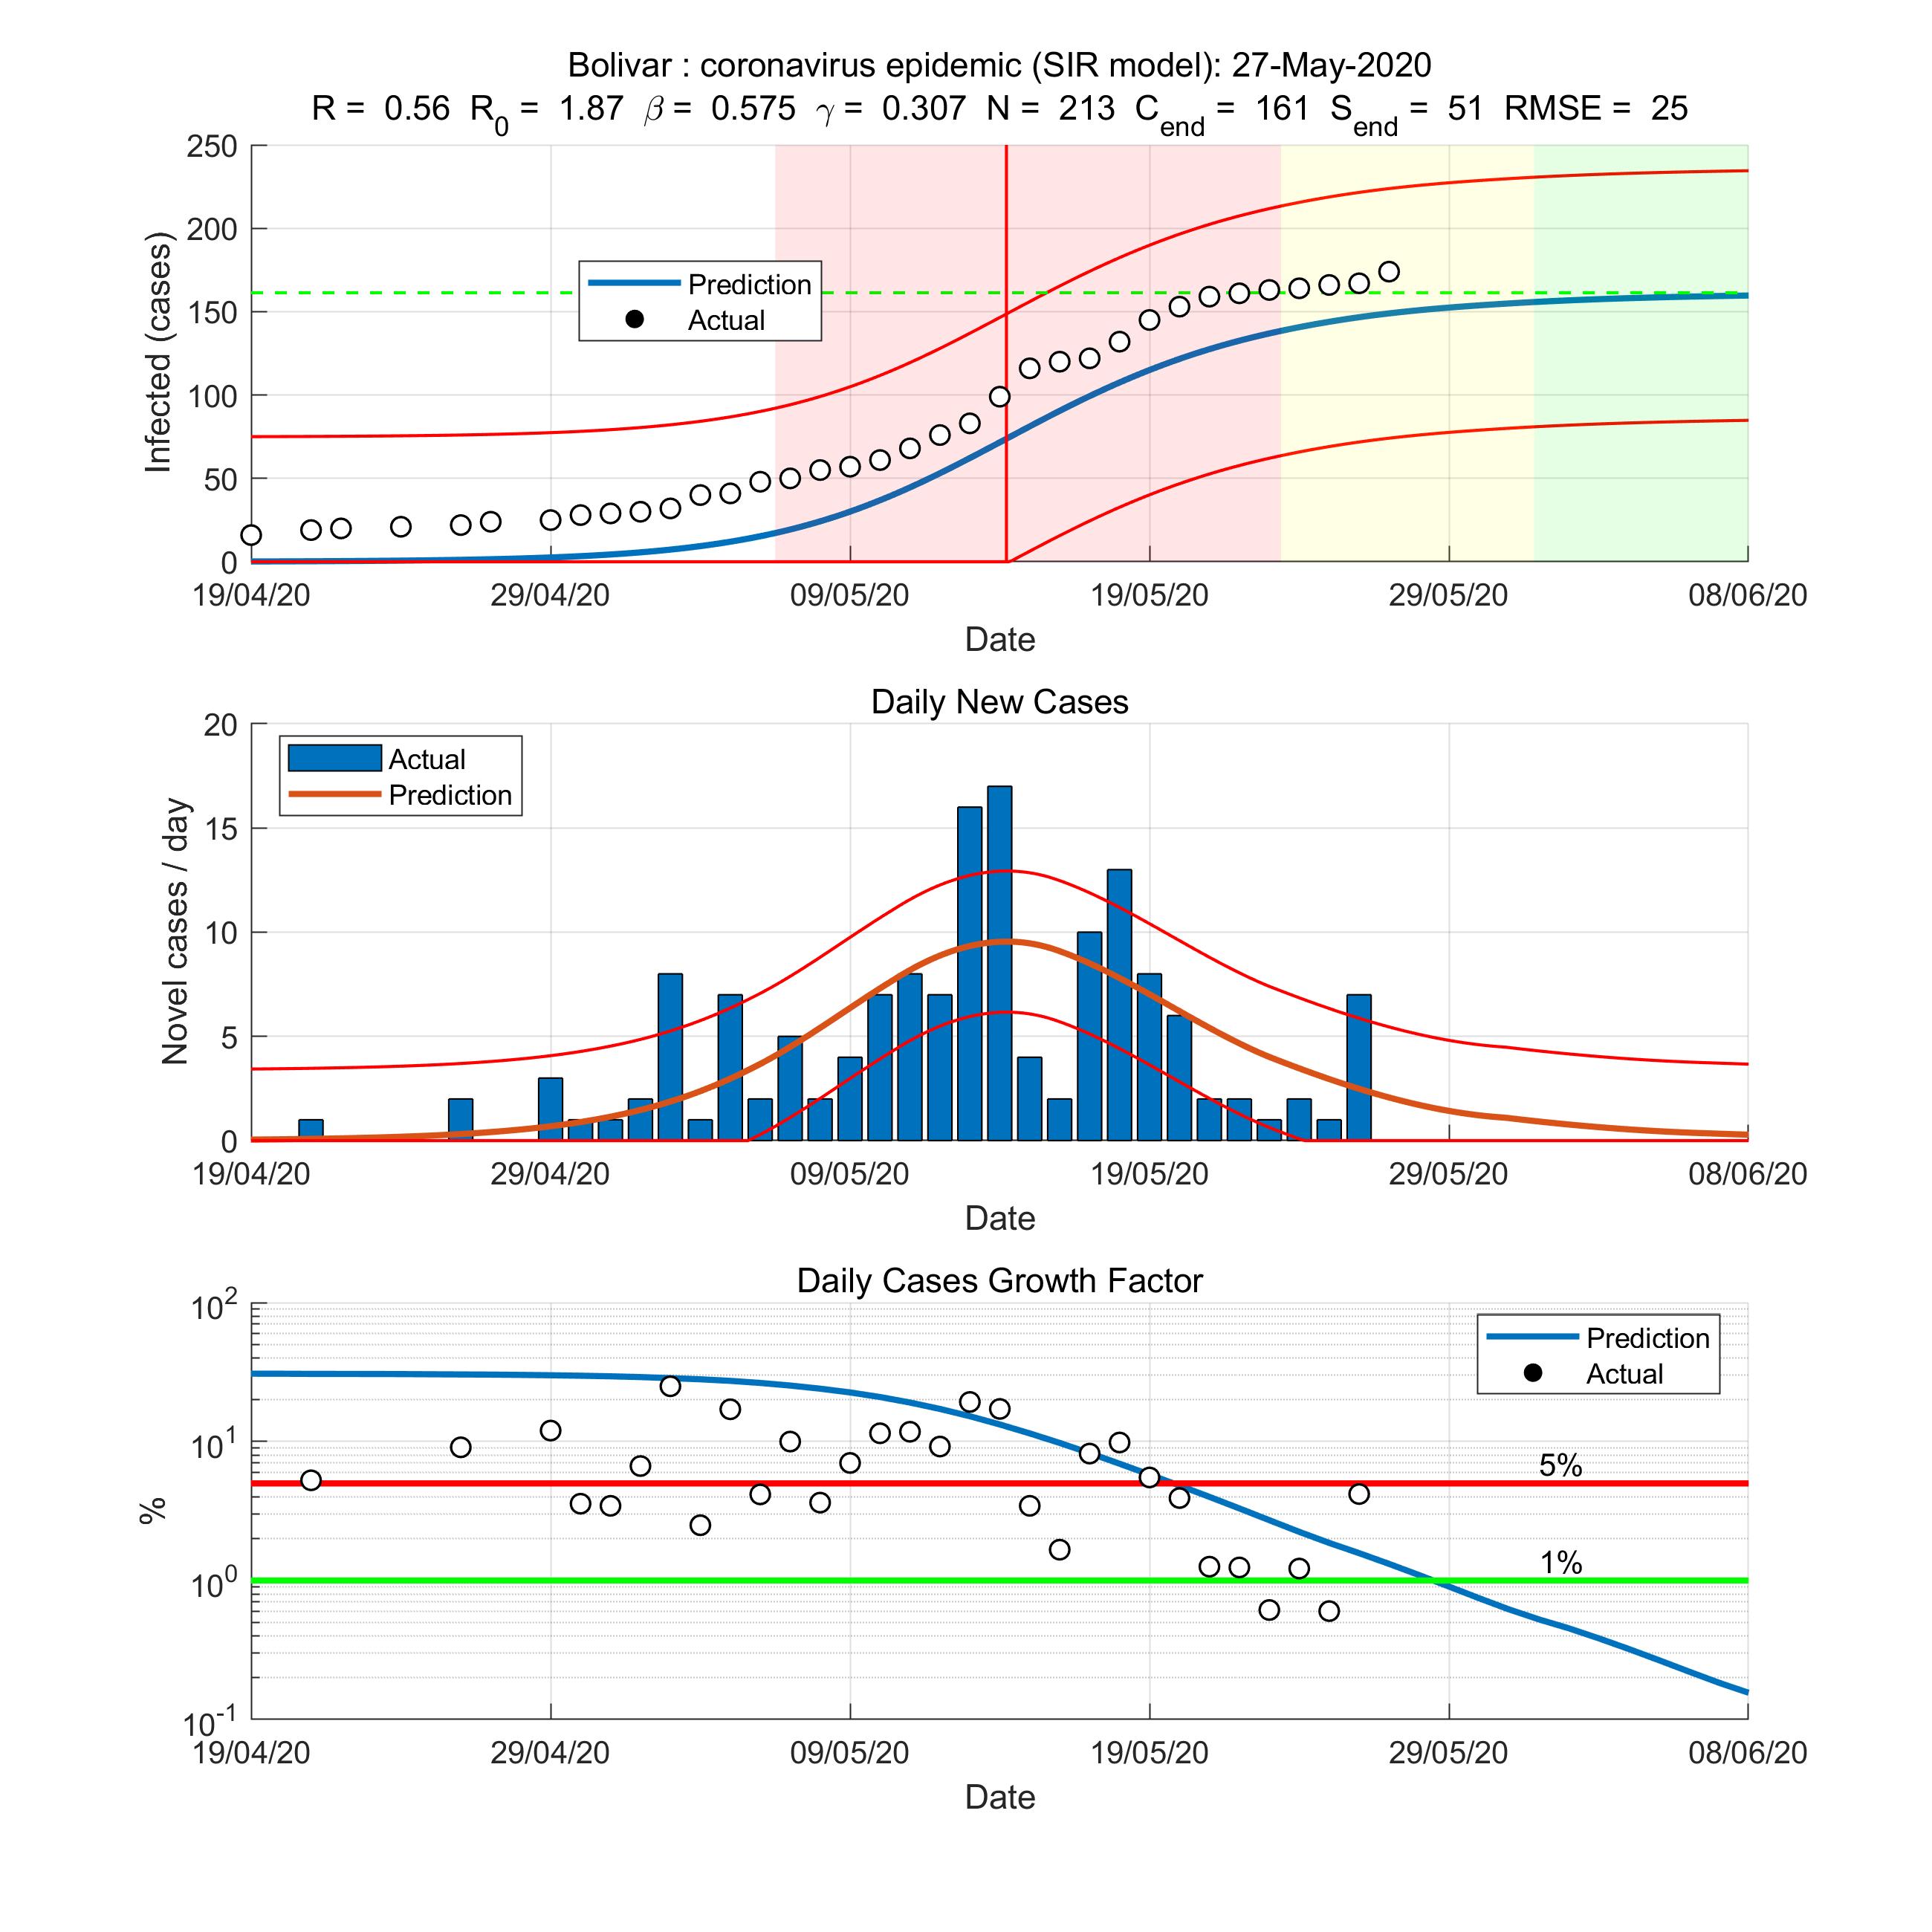 Bolivar : coronavirus epidemic (SIR model): 27-May-2020
R = 0.56 R0 = 1.87 β = 0.575 γ = 0.307 N = 213 Cend = 161 Send = 51 RMSE = 25
250
200
150
100
50
0
Infected (cases)
Prediction
Actual
19/04/20 29/04/20 09/05/20 19/05/20 29/05/20 08/06/20
Date
Daily New Cases
20
15
10
5
0
Novel cases / day
Actual
Prediction
19/04/20 29/04/20 09/05/20 19/05/20 29/05/20 08/06/20
Date
Daily Cases Growth Factor
10^2
10^1
10^0
10^-1
%
Prediction
Actual
5%
1%
19/04/20 29/04/20 09/05/20 19/05/20 29/05/20 08/06/20
Date